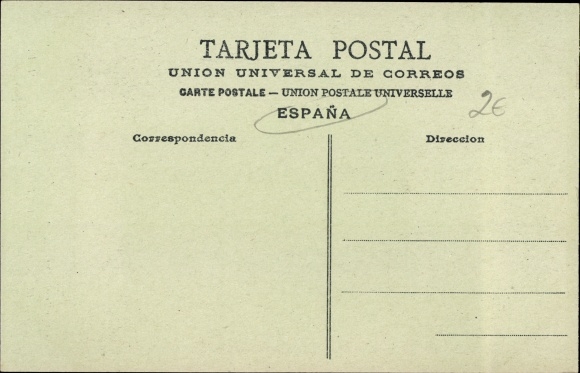 TARJETA POSTAL
UNION UNIVERSAL DE CORREOS
CARTE POSTALE — UNION POSTALE UNIVERSELLE
2€
ESPAÑA
Correspondencia
Direccion